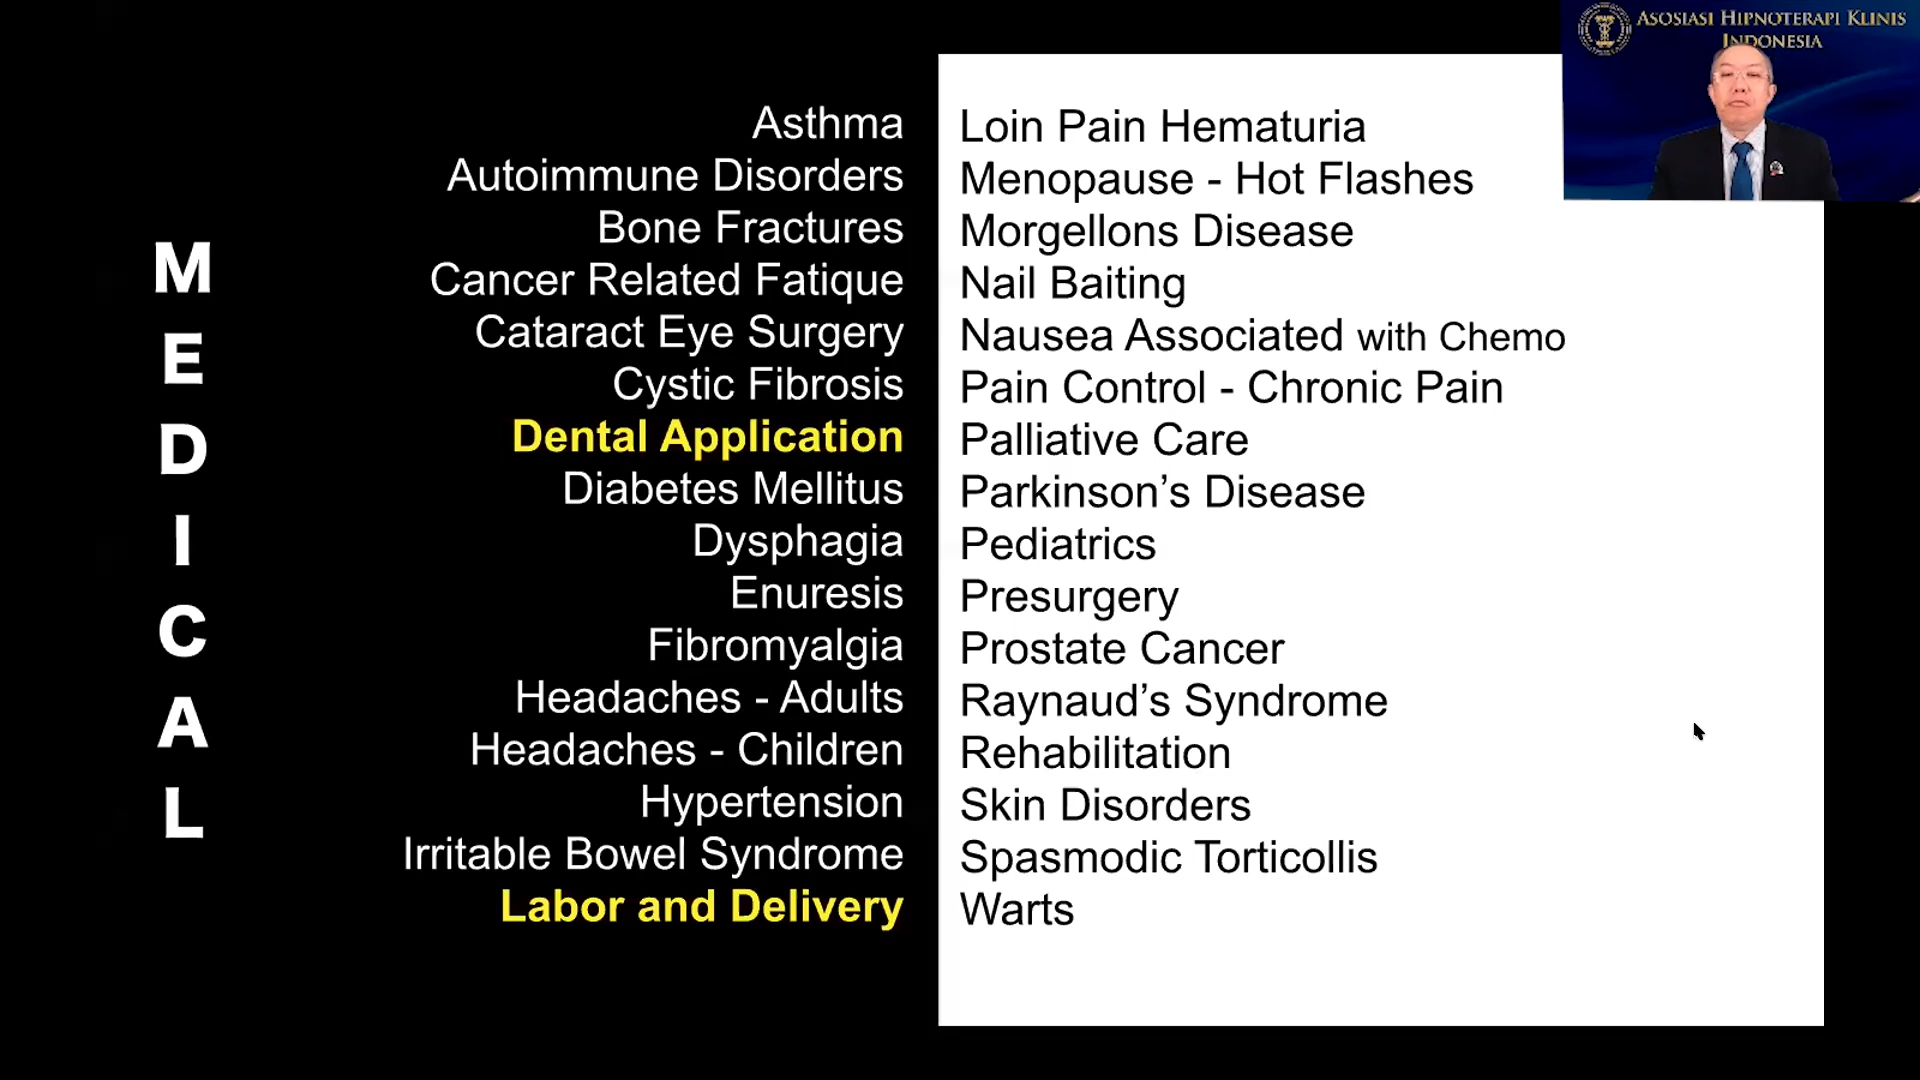 ASOSIASI HIPNOTERAPI KLINIS
INDONESIA
MEDICAL
Asthma
Autoimmune Disorders
Bone Fractures
Cancer Related Fatique
Cataract Eye Surgery
Cystic Fibrosis
Dental Application
Diabetes Mellitus
Dysphagia
Enuresis
Fibromyalgia
Headaches - Adults
Headaches - Children
Hypertension
Irritable Bowel Syndrome
Labor and Delivery
Loin Pain Hematuria
Menopause - Hot Flashes
Morgellons Disease
Nail Baiting
Nausea Associated with Chemo
Pain Control - Chronic Pain
Palliative Care
Parkinson’s Disease
Pediatrics
Presurgery
Prostate Cancer
Raynaud’s Syndrome
Rehabilitation
Skin Disorders
Spasmodic Torticollis
Warts